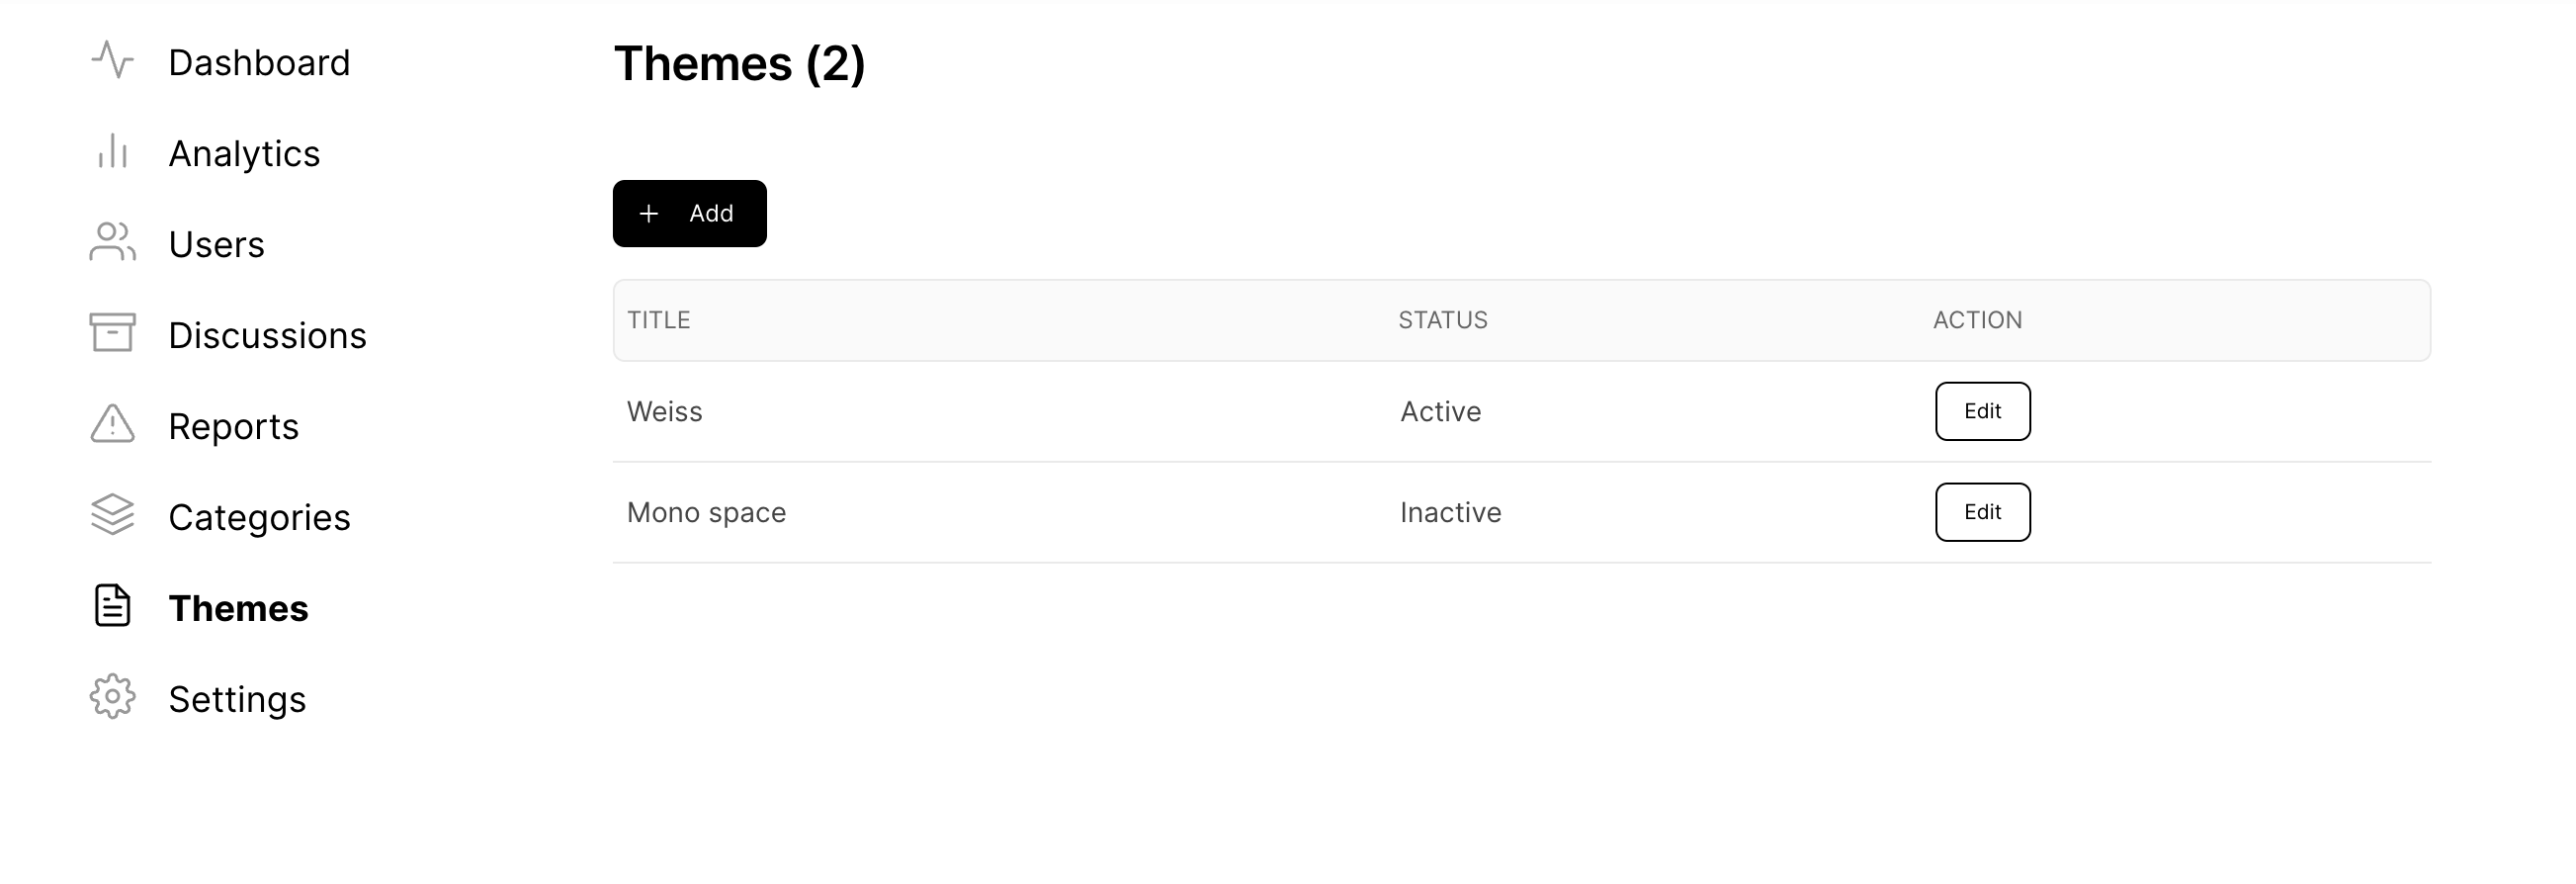 Dashboard
Analytics
Users
Discussions
Reports
Categories
Themes
Settings
Themes (2)
Add
TITLE STATUS ACTION
Weiss Active Edit
Mono space Inactive Edit